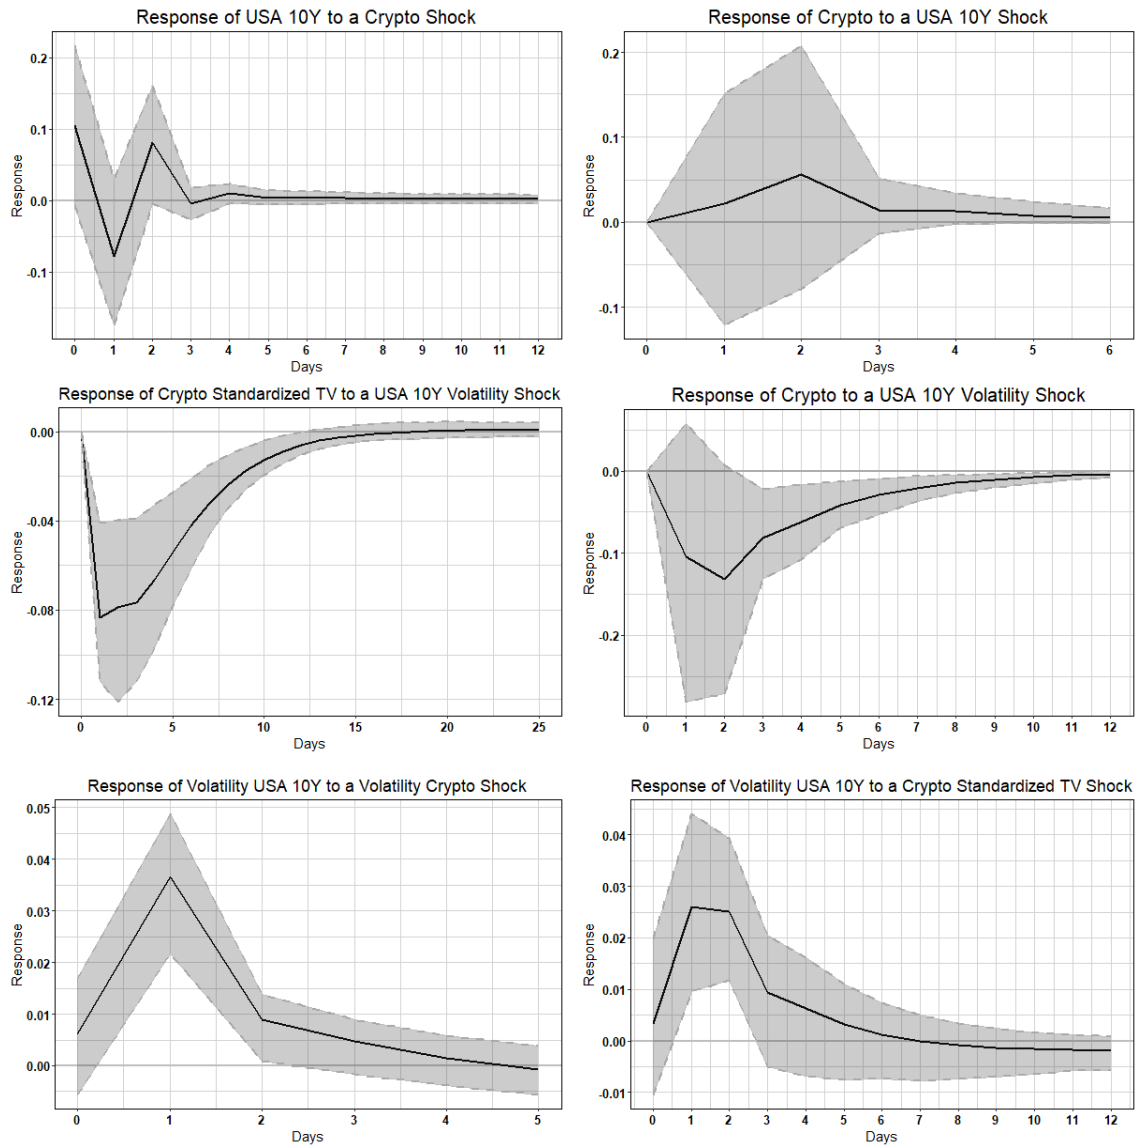 Response of USA 10Y to a Crypto Shock
0.2
0.1
0.0
-0.1
Response
0 1 2 3 4 5 6 7 8 9 10 11 12
Days
Response of Crypto to a USA 10Y Shock
0.2
0.1
0.0
-0.1
Response
0 1 2 3 4 5 6
Days
Response of Crypto Standardized TV to a USA 10Y Volatility Shock
0.00
-0.04
-0.08
-0.12
Response
0 5 10 15 20 25
Days
Response of Crypto to a USA 10Y Volatility Shock
0.0
-0.1
-0.2
Response
0 1 2 3 4 5 6 7 8 9 10 11 12
Days
Response of Volatility USA 10Y to a Volatility Crypto Shock
0.05
0.04
0.03
0.02
0.01
0.00
Response
0 1 2 3 4 5
Days
Response of Volatility USA 10Y to a Crypto Standardized TV Shock
0.04
0.03
0.02
0.01
0.00
-0.01
Response
0 1 2 3 4 5 6 7 8 9 10 11 12
Days